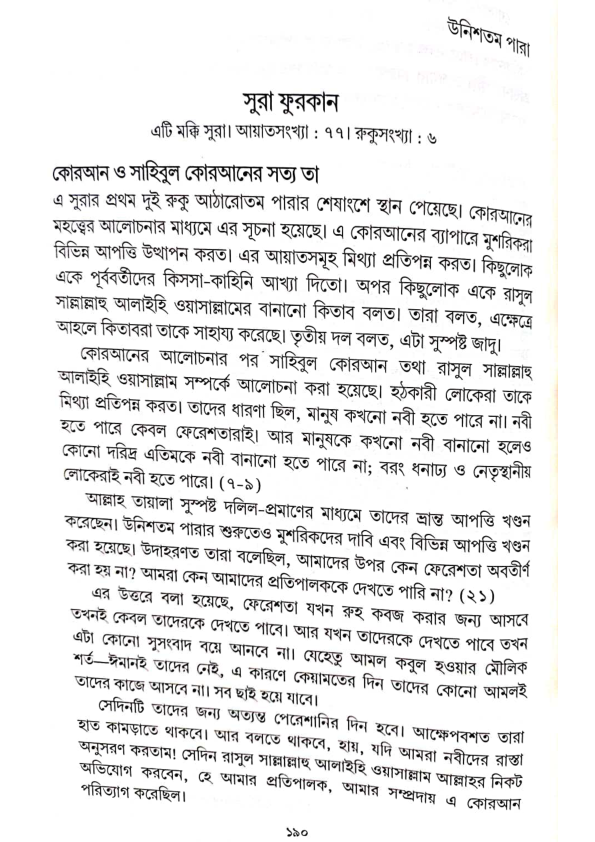 উনিশতম পারা
সুরা ফুরকান
এটি মক্কি সুরা। আয়াতসংখ্যা : ৭৭। রুকুসংখ্যা : ৬
কোরআন ও সাহিবুল কোরআনের সত্য তা
এ সুরার প্রথম দুই রুকু আঠারোতম পারার শেষাংশে স্থান পেয়েছে। কোরআনের
মহত্ত্বের আলোচনার মাধ্যমে এর সূচনা হয়েছে। এ কোরআনের ব্যাপারে মুশরিকরা
বিভিন্ন আপত্তি উত্থাপন করত। এর আয়াতসমূহ মিথ্যা প্রতিপন্ন করত। কিছুলোক
একে পূর্ববর্তীদের কিসসা-কাহিনি আখ্যা দিতো। অপর কিছুলোক একে রাসুল
সাল্লাল্লাহু আলাইহি ওয়াসাল্লামের বানানো কিতাব বলত। তারা বলত, এক্ষেত্রে
আহলে কিতাবরা তাকে সাহায্য করেছে। তৃতীয় দল বলত, এটা সুস্পষ্ট জাদু।
কোরআনের আলোচনার পর সাহিবুল কোরআন তথা রাসুল সাল্লাল্লাহু
আলাইহি ওয়াসাল্লাম সম্পর্কে আলোচনা করা হয়েছে। হঠকারী লোকেরা তাকে
মিথ্যা প্রতিপন্ন করত। তাদের ধারণা ছিল, মানুষ কখনো নবী হতে পারে না। নবী
হতে পারে কেবল ফেরেশতারাই। আর মানুষকে কখনো নবী বানানো হলেও
কোনো দরিদ্র এতিমকে নবী বানানো হতে পারে না; বরং ধনাঢ্য ও নেতৃস্থানীয়
লোকেরাই নবী হতে পারে। (৭-৯)
আল্লাহ তায়ালা সুস্পষ্ট দলিল-প্রমাণের মাধ্যমে তাদের ভ্রান্ত আপত্তি খণ্ডন
করেছেন। উনিশতম পারার শুরুতেও মুশরিকদের দাবি এবং বিভিন্ন আপত্তি খণ্ডন
করা হয়েছে। উদাহরণত তারা বলেছিল, আমাদের উপর কেন ফেরেশতা অবতীর্ণ
করা হয় না? আমরা কেন আমাদের প্রতিপালককে দেখতে পারি না? (২১)
এর উত্তরে বলা হয়েছে, ফেরেশতা যখন রুহ কবজ করার জন্য আসবে
তখনই কেবল তাদেরকে দেখতে পাবে। আর যখন তাদেরকে দেখতে পাবে তখন
এটা কোনো সুসংবাদ বয়ে আনবে না। যেহেতু আমল কবুল হওয়ার মৌলিক
শর্ত—ঈমানই তাদের নেই, এ কারণে কেয়ামতের দিন তাদের কোনো আমলই
তাদের কাজে আসবে না। সব ছাই হয়ে যাবে।
সেদিনটি তাদের জন্য অত্যন্ত পেরেশানির দিন হবে। আক্ষেপবশত তারা
হাত কামড়াতে থাকবে। আর বলতে থাকবে, হায়, যদি আমরা নবীদের রাস্তা
অনুসরণ করতাম! সেদিন রাসুল সাল্লাল্লাহু আলাইহি ওয়াসাল্লাম আল্লাহর নিকট
অভিযোগ করবেন, হে আমার প্রতিপালক, আমার সম্প্রদায় এ কোরআন
পরিত্যাগ করেছিল।
১৯০